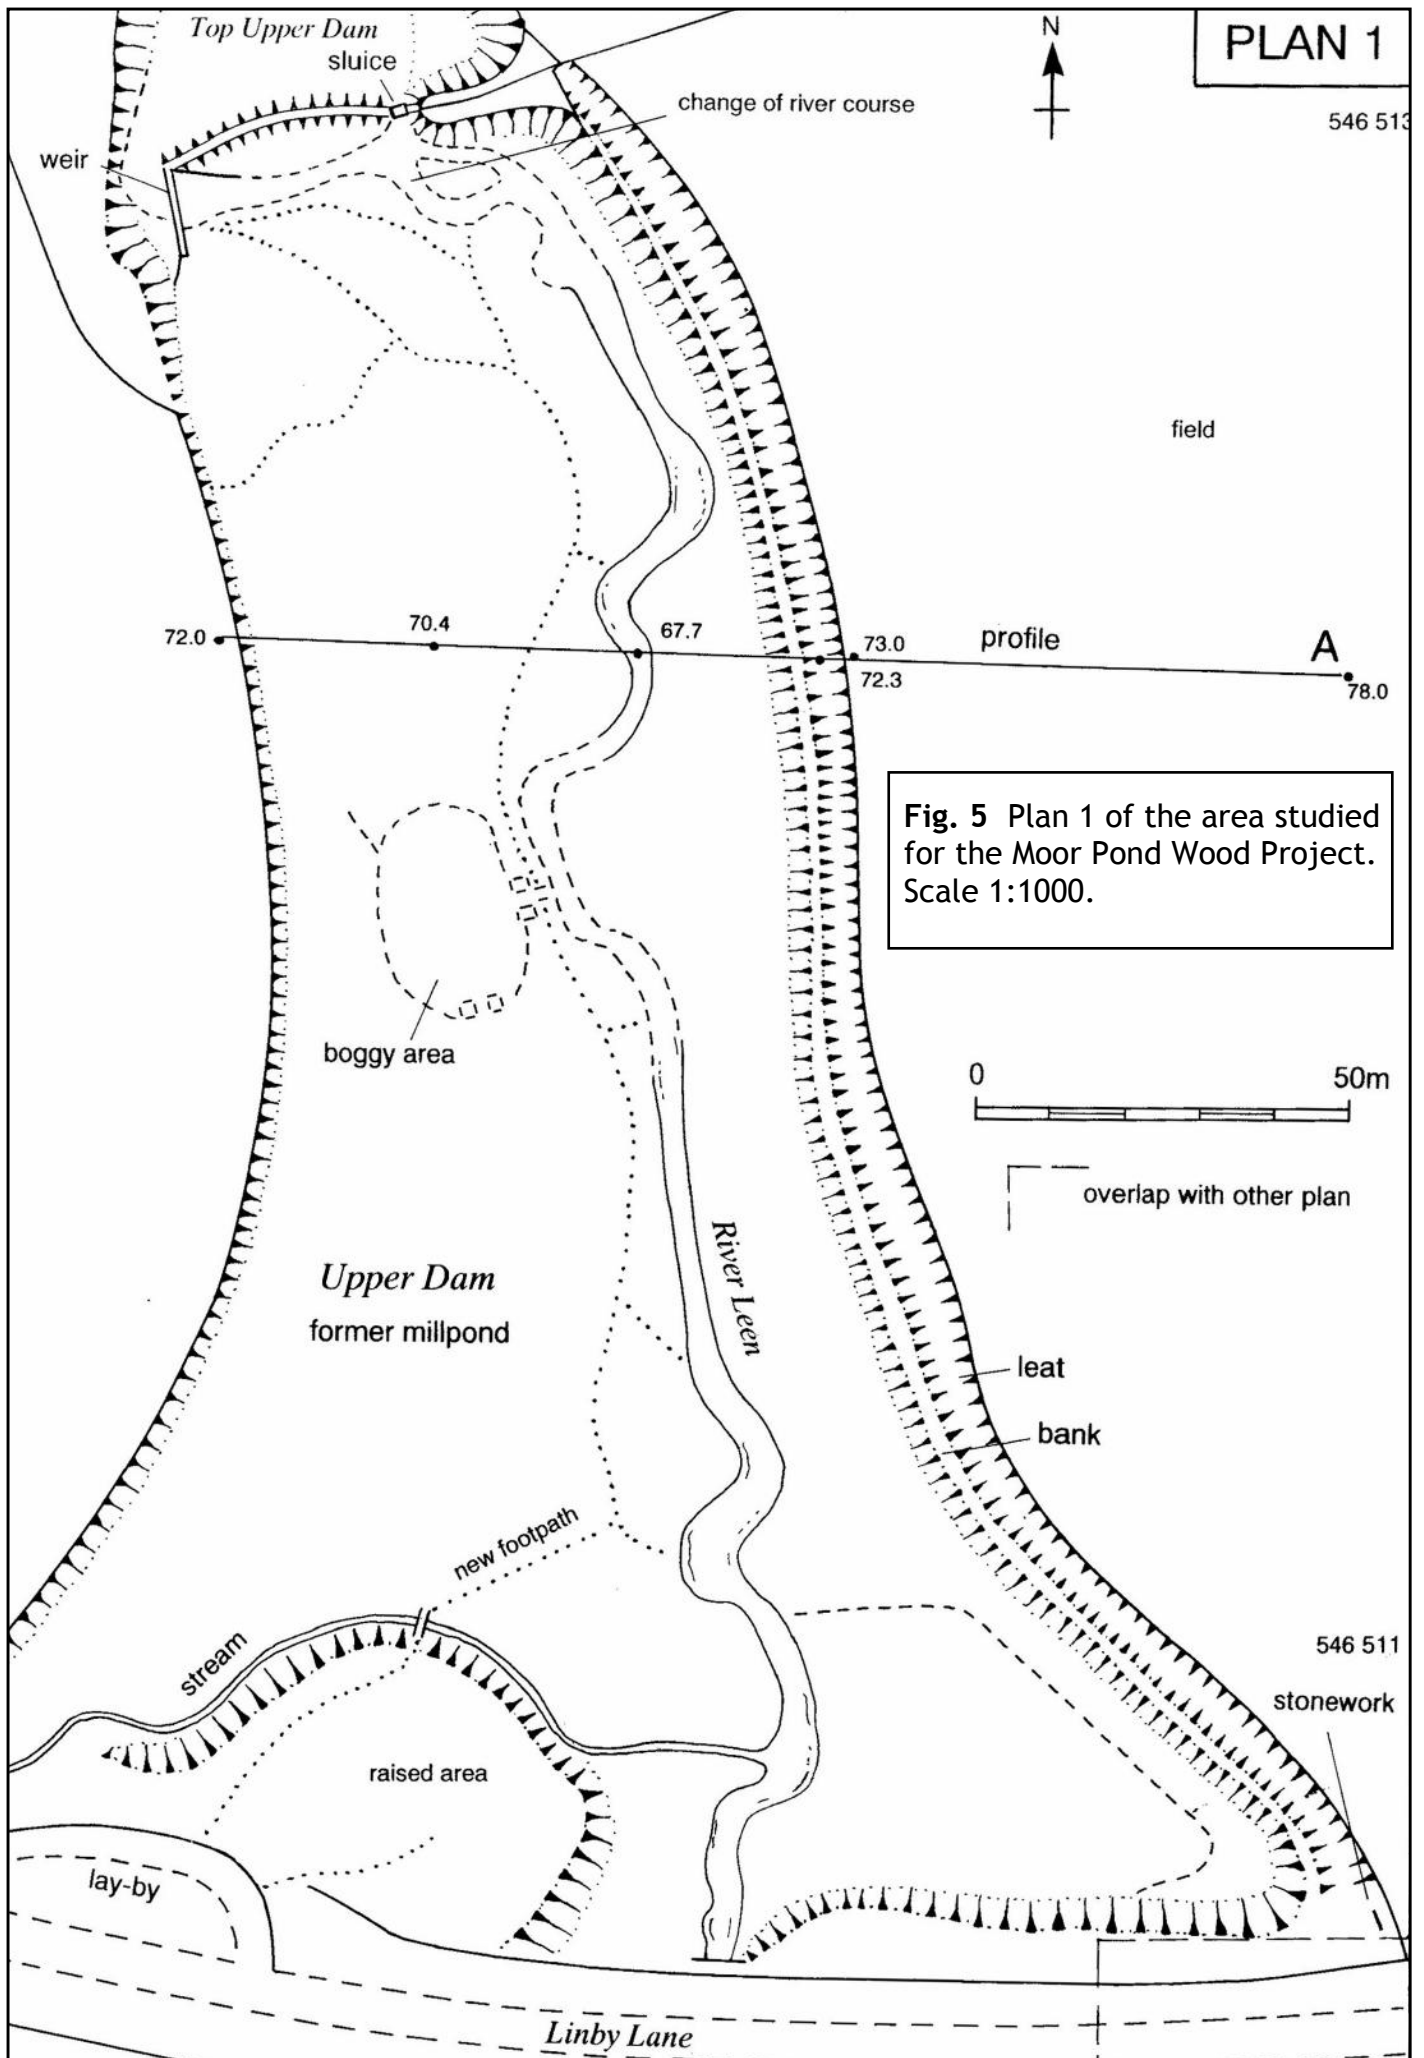 Top Upper Dam
sluice
N
PLAN 1
change of river course
546 513
weir
field
72.0
70.4
67.7
73.0
72.3
profile
A
78.0
Fig. 5 Plan 1 of the area studied
for the Moor Pond Wood Project.
Scale 1:1000.
boggy area
0
50m
overlap with other plan
River Leen
Upper Dam
former millpond
leat
bank
new footpath
stream
546 511
stonework
raised area
lay-by
Linby Lane